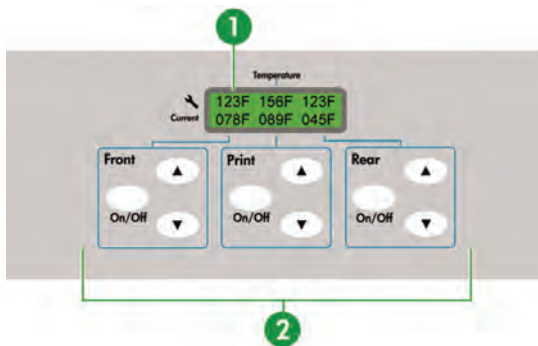 1
Temperature
123F 156F 123F
Current 078F 089F 045F
Front Print Rear
▲ ▲ ▲
On/Off ▼ On/Off ▼ On/Off ▼
2